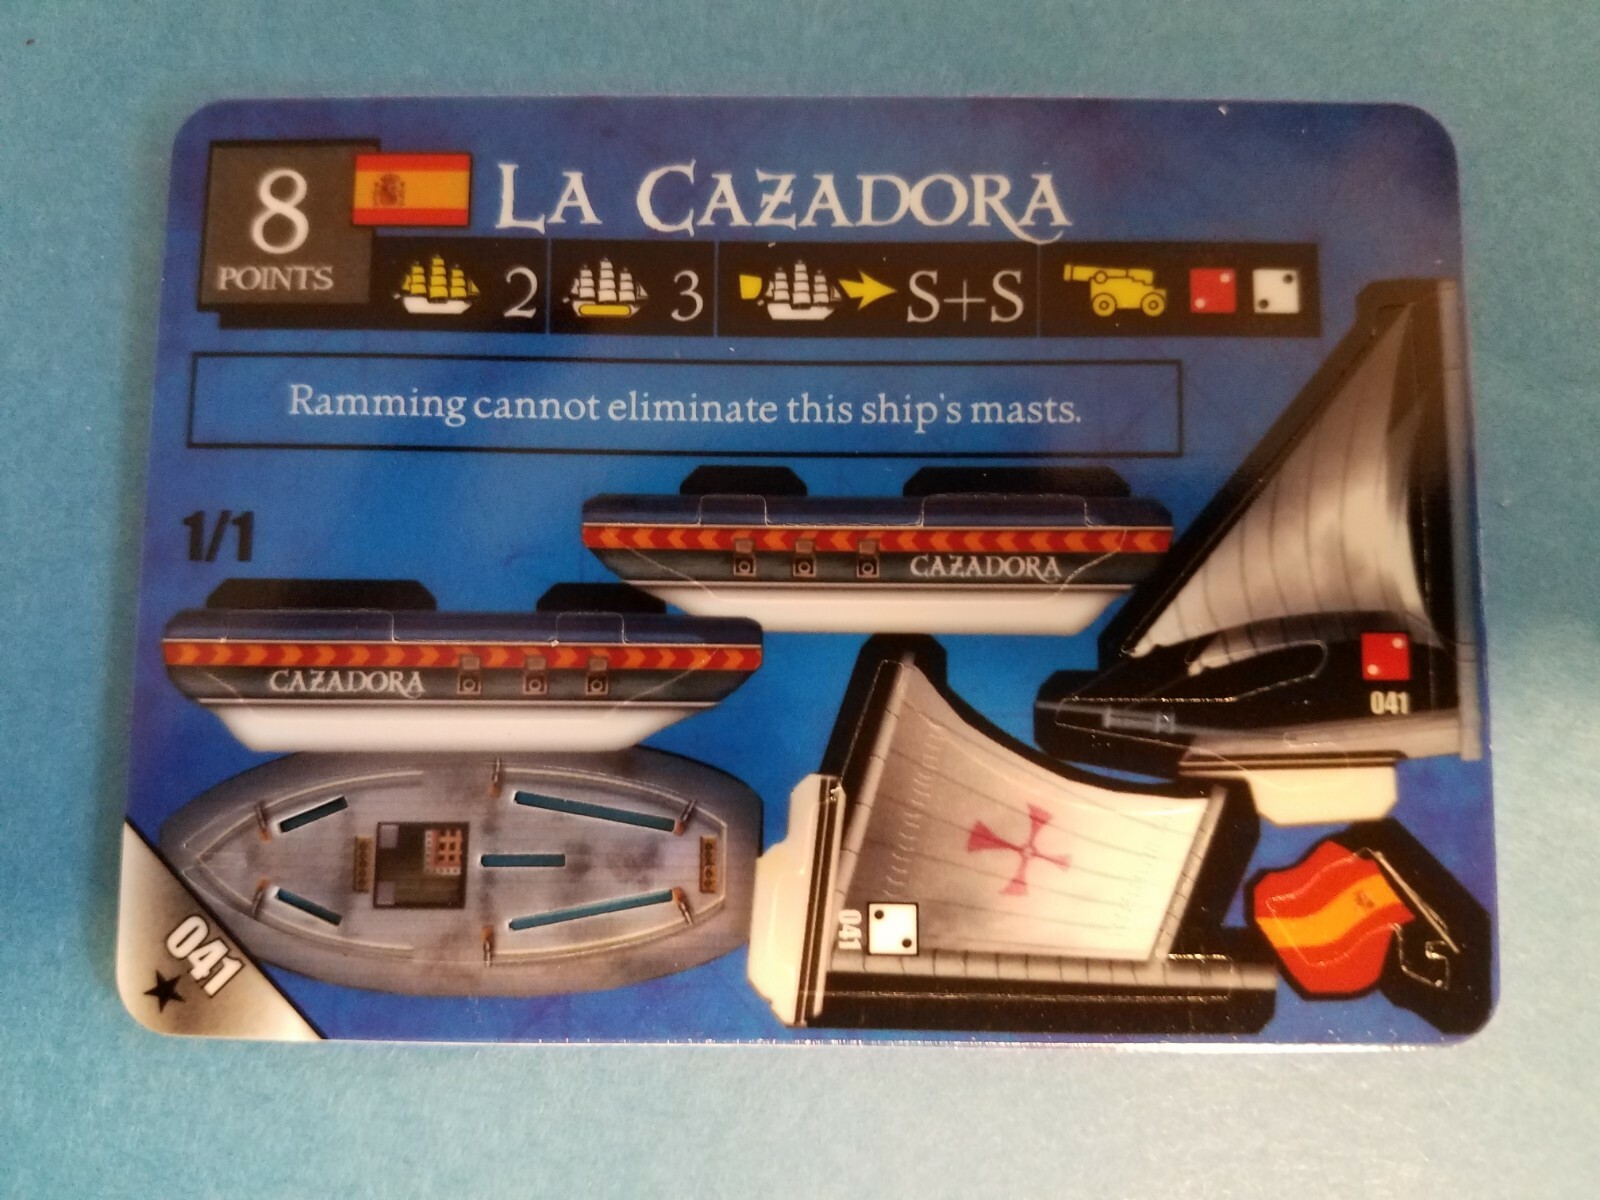 8
POINTS
LA CAZADORA
2
3
S+S
Ramming cannot eliminate this ship's masts.
1/1
CAZADORA
CAZADORA
041
041
041